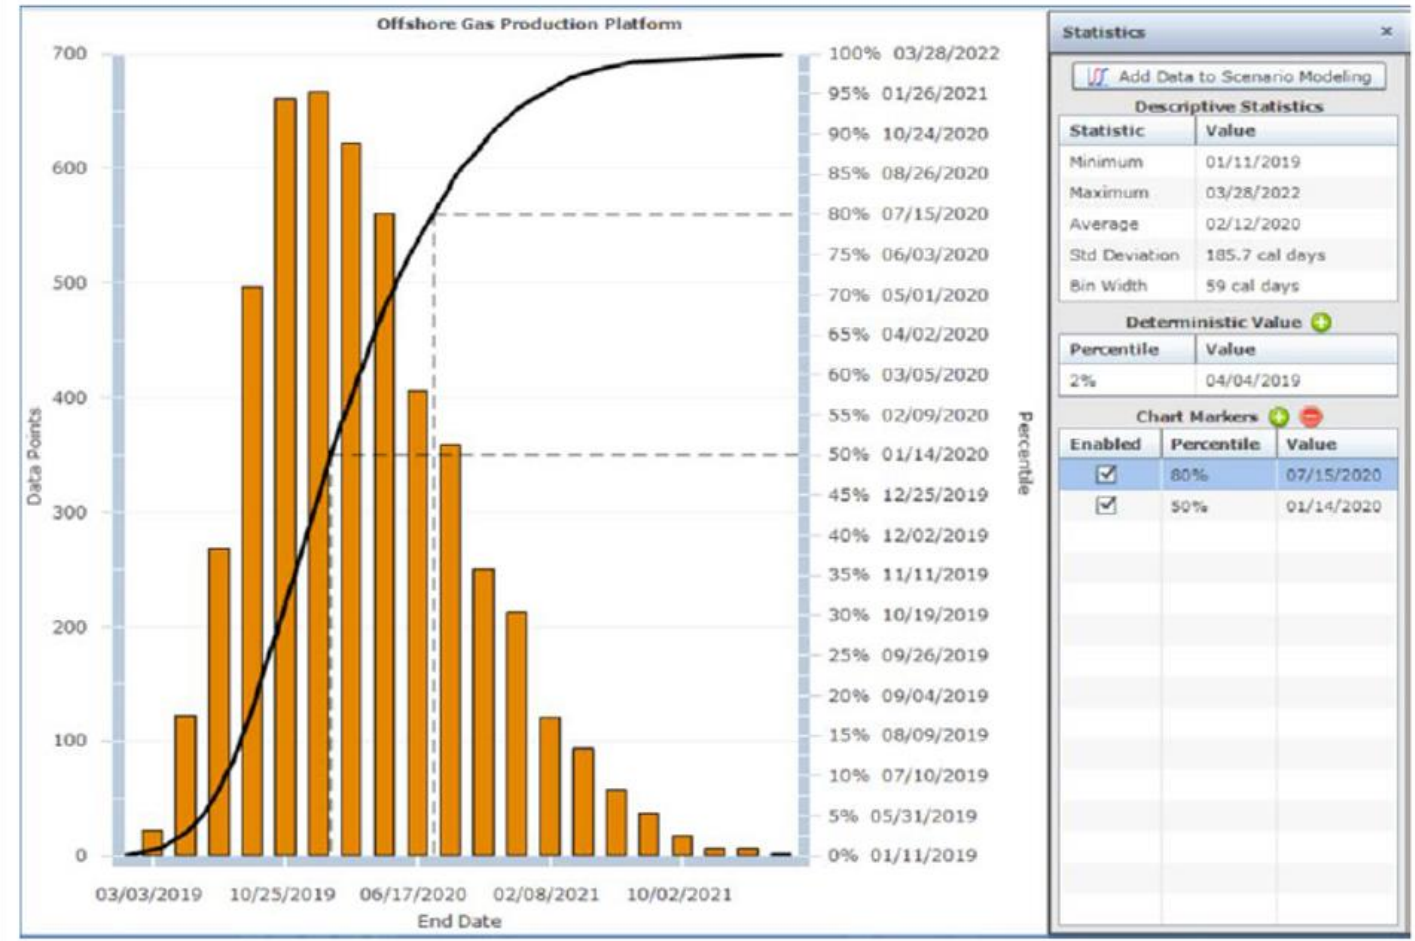 Offshore Gas Production Platform
700
600
500
400
300
200
100
0
Data Points
03/03/2019 10/25/2019 06/17/2020 02/08/2021 10/02/2021
End Date
100% 03/28/2022
95% 01/26/2021
90% 10/24/2020
85% 08/26/2020
80% 07/15/2020
75% 06/03/2020
70% 05/01/2020
65% 04/02/2020
60% 03/05/2020
55% 02/09/2020
50% 01/14/2020
45% 12/25/2019
40% 12/02/2019
35% 11/11/2019
30% 10/19/2019
25% 09/26/2019
20% 09/04/2019
15% 08/09/2019
10% 07/10/2019
5% 05/31/2019
0% 01/11/2019
Percentile
Statistics
Add Data to Scenario Modeling
Descriptive Statistics
Statistic Value
Minimum 01/11/2019
Maximum 03/28/2022
Average 02/12/2020
Std Deviation 185.7 cal days
Bin Width 59 cal days
Deterministic Value
Percentile Value
2% 04/04/2019
Chart Markers
Enabled Percentile Value
80% 07/15/2020
50% 01/14/2020